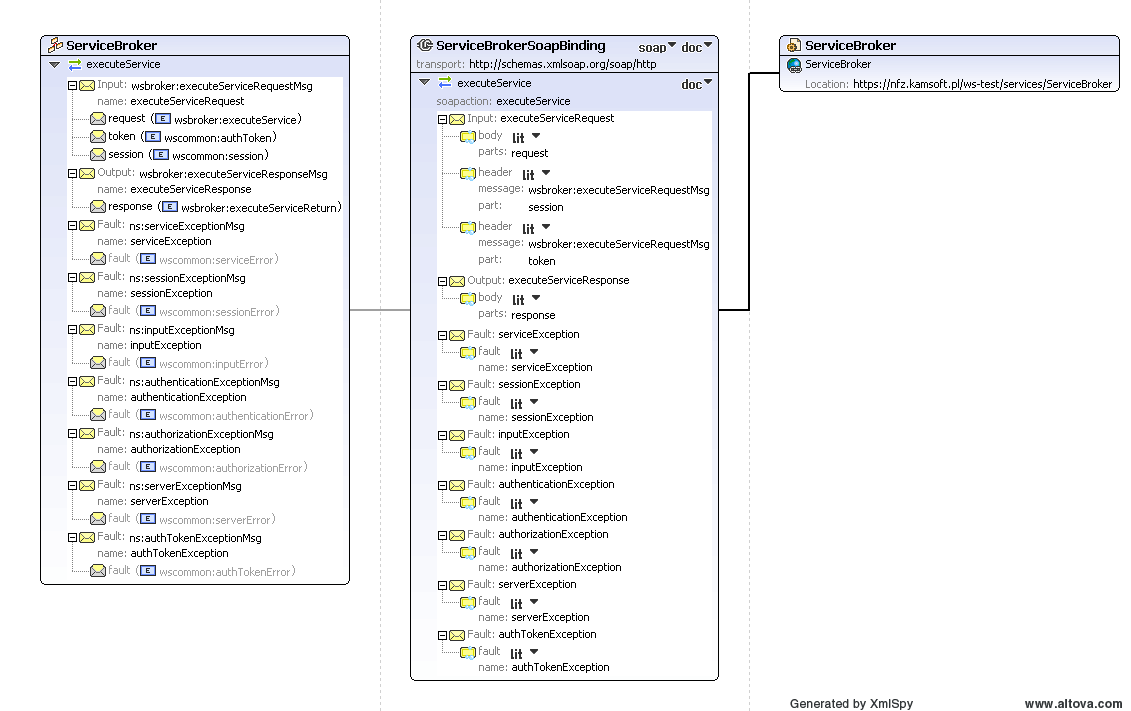 ServiceBroker
executeService
Input: wsbroker:executeServiceRequestMsg
name: executeServiceRequest
request (E wsbroker:executeService)
token (E wscommon:authToken)
session (E wscommon:session)
Output: wsbroker:executeServiceResponseMsg
name: executeServiceResponse
response (E wsbroker:executeServiceReturn)
Fault: ns:serviceExceptionMsg
name: serviceException
fault (E wscommon:serviceError)
Fault: ns:sessionExceptionMsg
name: sessionException
fault (E wscommon:sessionError)
Fault: ns:inputExceptionMsg
name: inputException
fault (E wscommon:inputError)
Fault: ns:authenticationExceptionMsg
name: authenticationException
fault (E wscommon:authenticationError)
Fault: ns:authorizationExceptionMsg
name: authorizationException
fault (E wscommon:authorizationError)
Fault: ns:serverExceptionMsg
name: serverException
fault (E wscommon:serverError)
Fault: ns:authTokenExceptionMsg
name: authTokenException
fault (E wscommon:authTokenError)
ServiceBrokerSoapBinding soap doc
transport: http://schemas.xmlsoap.org/soap/http
executeService doc
soapaction: executeService
Input: executeServiceRequest
body lit
parts: request
header lit
message: wsbroker:executeServiceRequestMsg
part: session
header lit
message: wsbroker:executeServiceRequestMsg
part: token
Output: executeServiceResponse
body lit
parts: response
Fault: serviceException
fault lit
name: serviceException
Fault: sessionException
fault lit
name: sessionException
Fault: inputException
fault lit
name: inputException
Fault: authenticationException
fault lit
name: authenticationException
Fault: authorizationException
fault lit
name: authorizationException
Fault: serverException
fault lit
name: serverException
Fault: authTokenException
fault lit
name: authTokenException
ServiceBroker
ServiceBroker
Location: https://nfz.kamsoft.pl/ws-test/services/ServiceBroker
Generated by XmlSpy www.altova.com